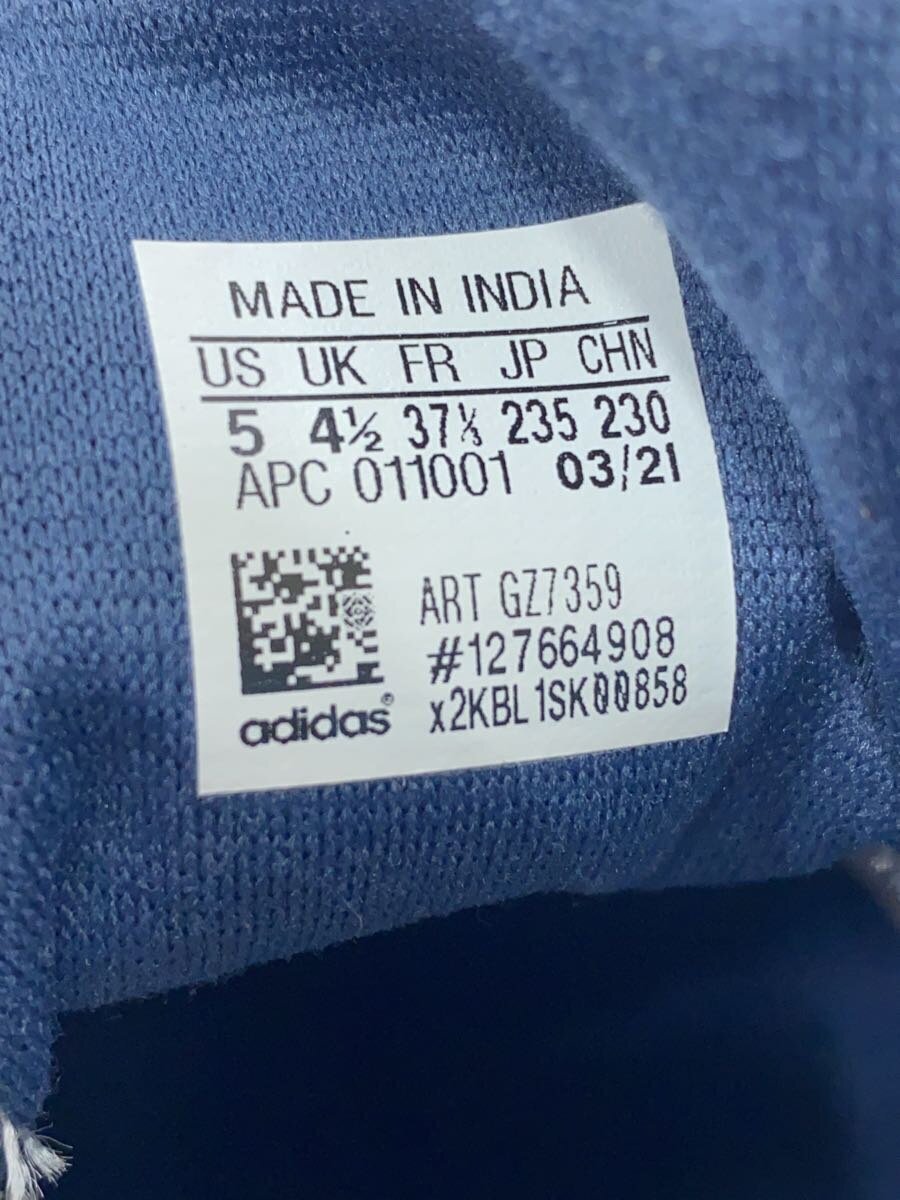 MADE IN INDIA
US UK FR JP CHN
5 4½ 37⅓ 235 230
APC 011001 03/21
ART GZ7359
#127664908
x2KBL1SK00858
adidas®